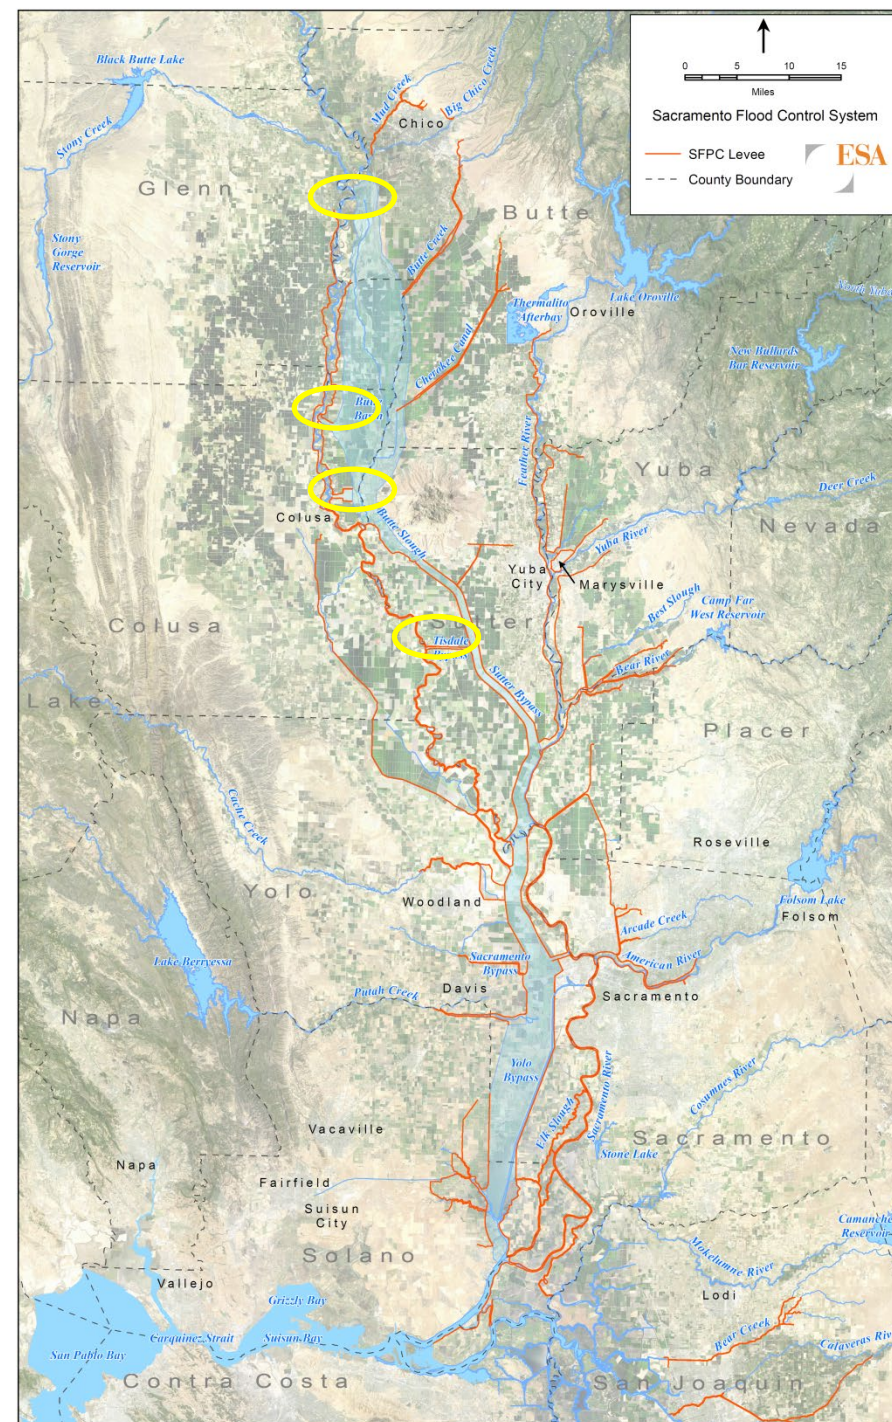 0 5 10 15
Miles
Sacramento Flood Control System
SFPC Levee
County Boundary
ESA
Black Butte Lake
Mud Creek
Big Chico Creek
Chico
Stony Creek
Glenn
Butte
Stony
Gorge
Reservoir
Butte Creek
Thermalito
Afterbay
Lake Oroville
Oroville
North Yuba
Cherokee Canal
New Bullards
Bar Reservoir
Butte
Basin
Feather River
Yuba
Deer Creek
Colusa
Butte Slough
Yuba River
Nevada
Yuba
City
Marysville
Best Slough
Camp Far
West Reservoir
Colusa
Sutter
Tisdale
Bear River
Sutter Bypass
Lake
Placer
Cache Creek
Roseville
Yolo
Woodland
Folsom Lake
Folsom
Arcade Creek
American River
Lake Berryessa
Sacramento
Bypass
Davis
Putah Creek
Sacramento
Napa
Yolo
Bypass
Cosumnes River
Elk Slough
Sacramento River
Vacaville
Sacramento
Stone Lake
Napa
Fairfield
Suisun
City
Camanche
Reservoir
Solano
Mokelumne River
Vallejo
Lodi
Grizzly Bay
Carquinez Strait
Suisun Bay
Bear Creek
San Pablo Bay
Calaveras River
Contra Costa
San Joaquin